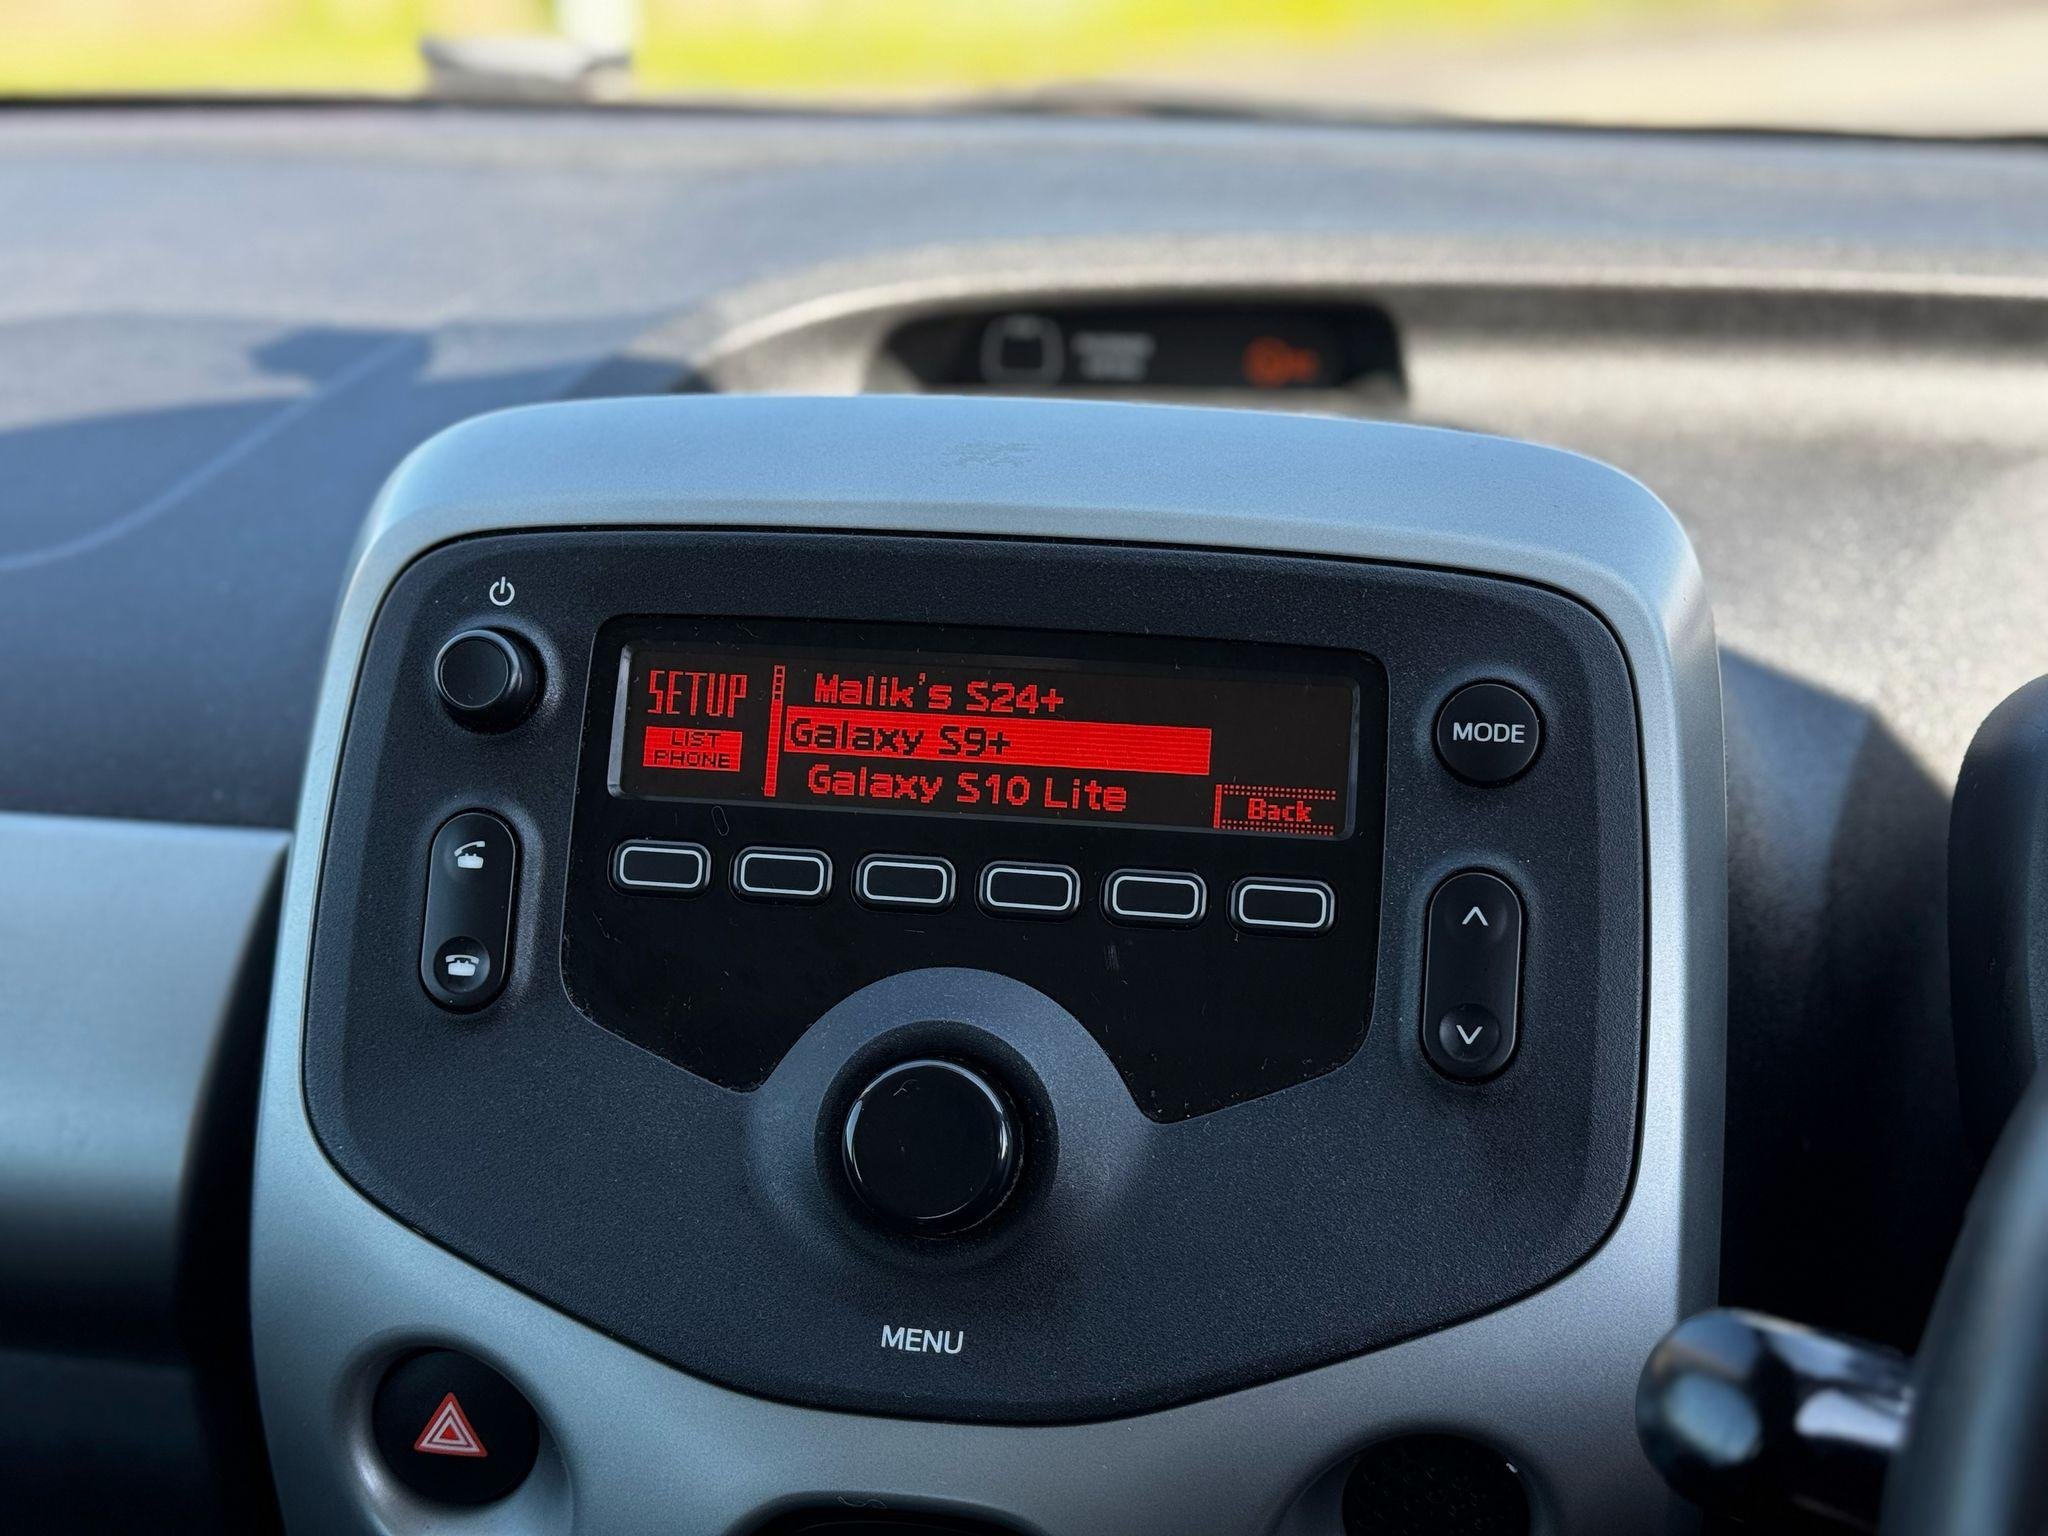 SETUP
LIST
PHONE
Malik's S24+
Galaxy S9+
Galaxy S10 Lite
Back
MODE
MENU